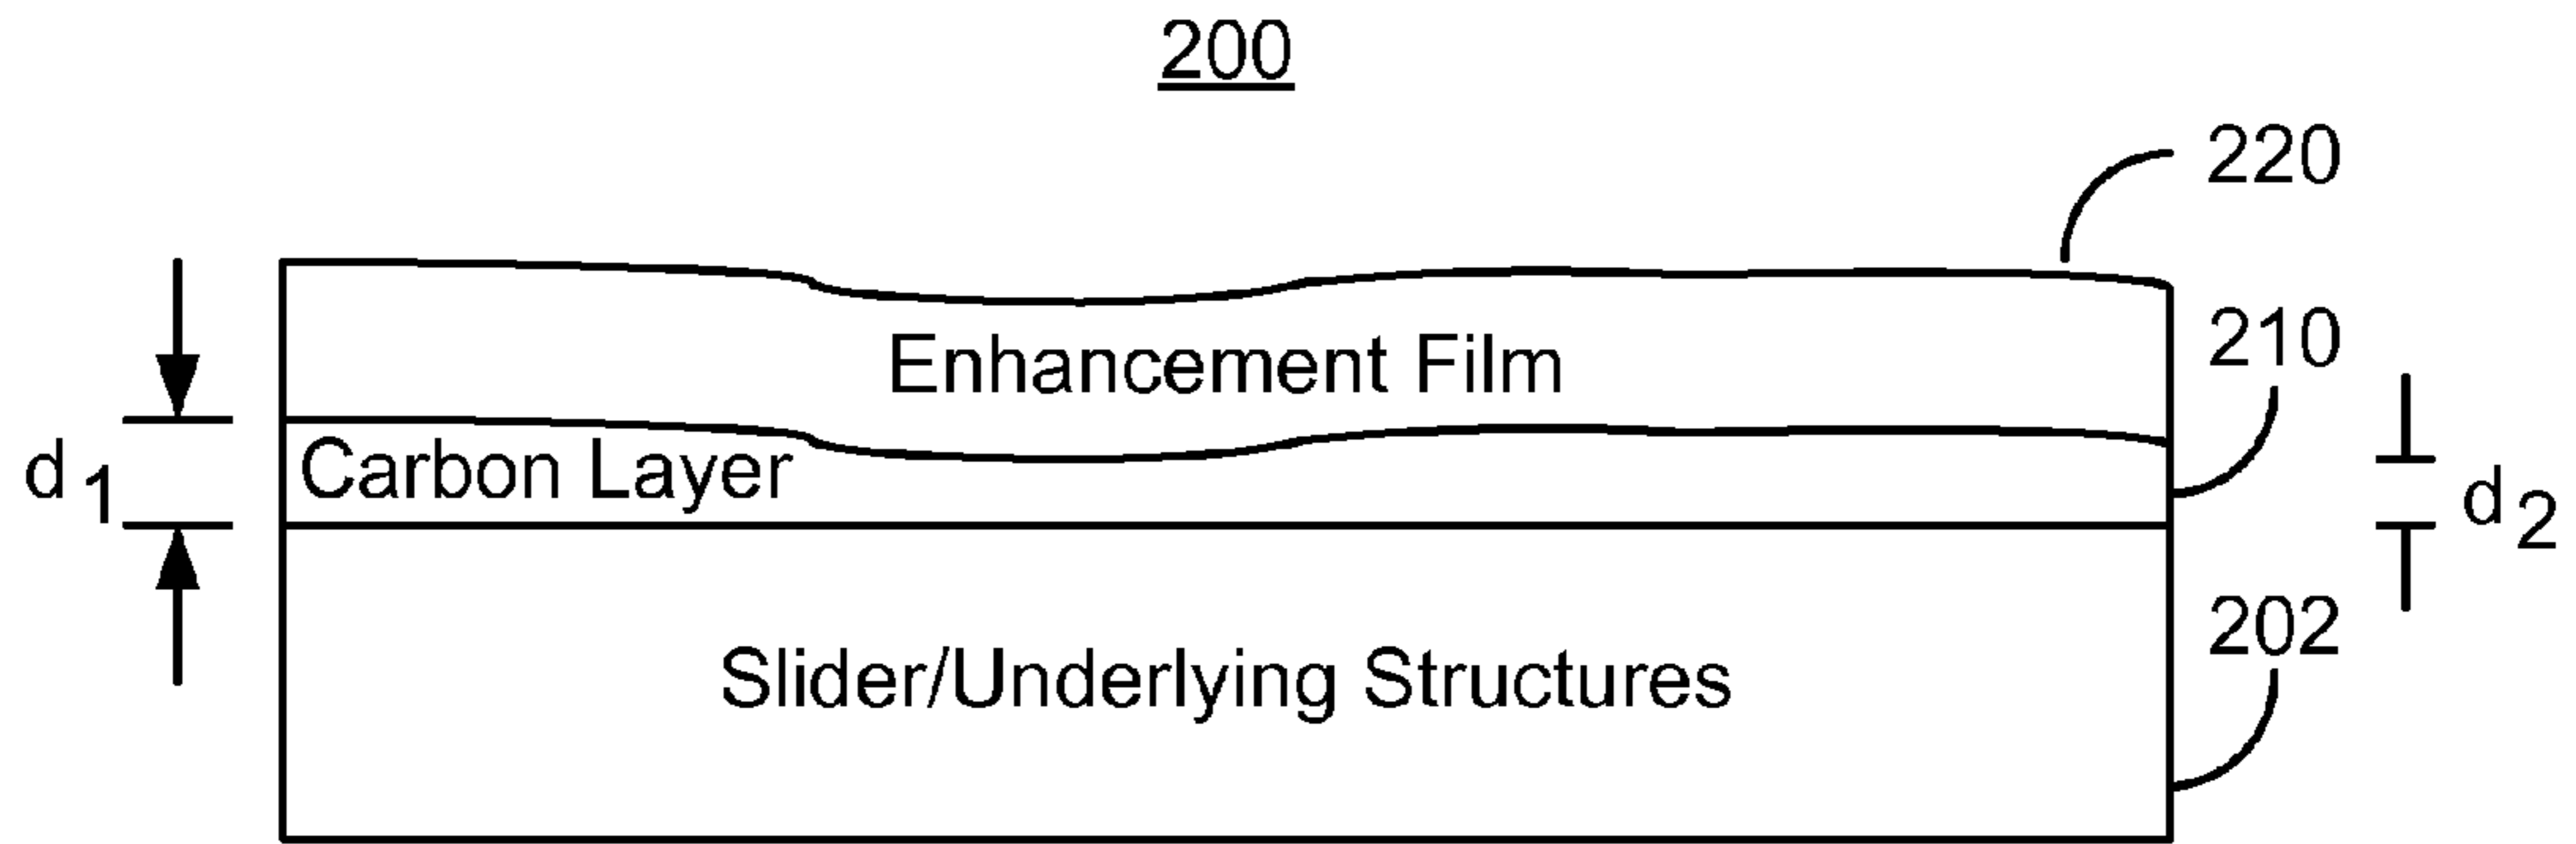 200
220
Enhancement Film
210
Carbon Layer
d1
d2
202
Slider/Underlying Structures